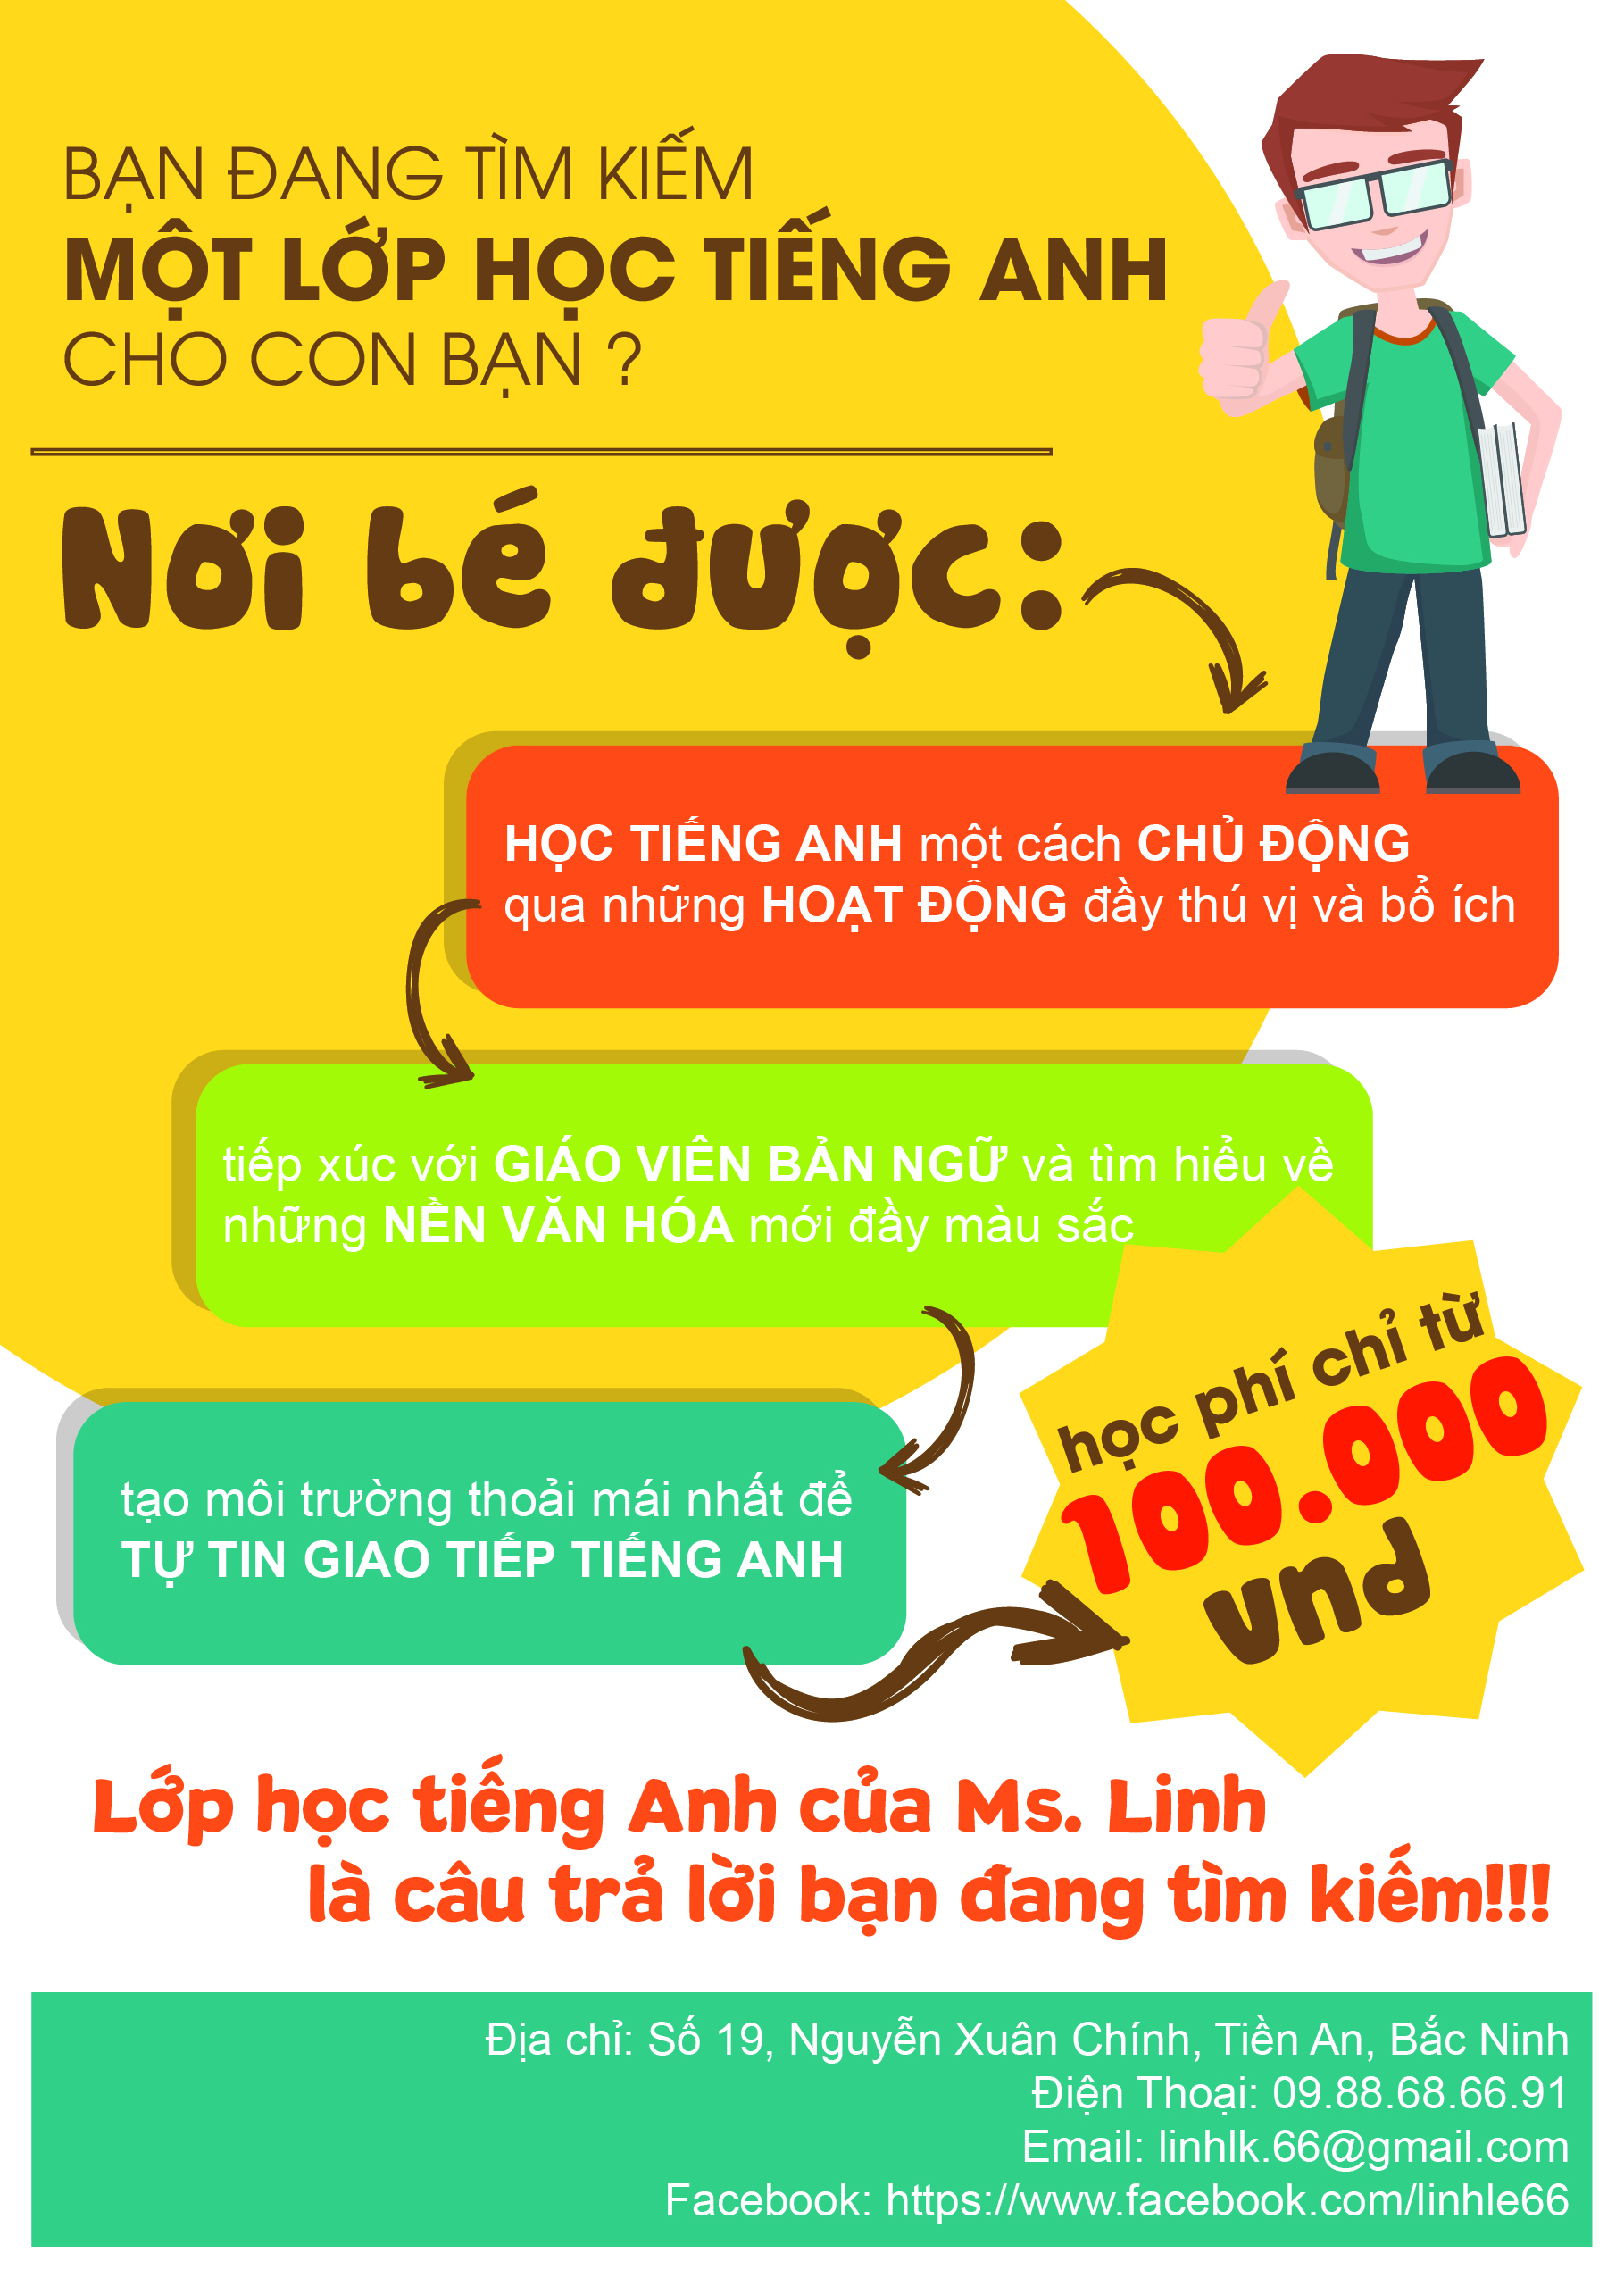 BẠN ĐANG TÌM KIẾM
MỘT LỚP HỌC TIẾNG ANH
CHO CON BẠN ?
Nơi bé được:
HỌC TIẾNG ANH một cách CHỦ ĐỘNG
qua những HOẠT ĐỘNG đầy thú vị và bổ ích
tiếp xúc với GIÁO VIÊN BẢN NGỮ và tìm hiểu về
những NỀN VĂN HÓA mới đầy màu sắc
tạo môi trường thoải mái nhất để
TỰ TIN GIAO TIẾP TIẾNG ANH
học phí chỉ từ
100.000
vnd
Lớp học tiếng Anh của Ms. Linh
là câu trả lời bạn đang tìm kiếm!!!
Địa chỉ: Số 19, Nguyễn Xuân Chính, Tiền An, Bắc Ninh
Điện Thoại: 09.88.68.66.91
Email: linhlk.66@gmail.com
Facebook: https://www.facebook.com/linhle66